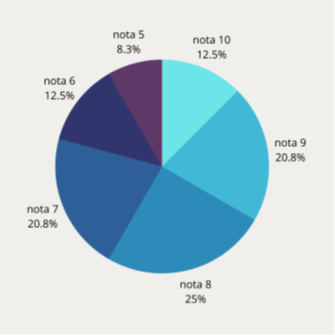 nota 5
8.3%
nota 10
12.5%
nota 6
12.5%
nota 9
20.8%
nota 7
20.8%
nota 8
25%